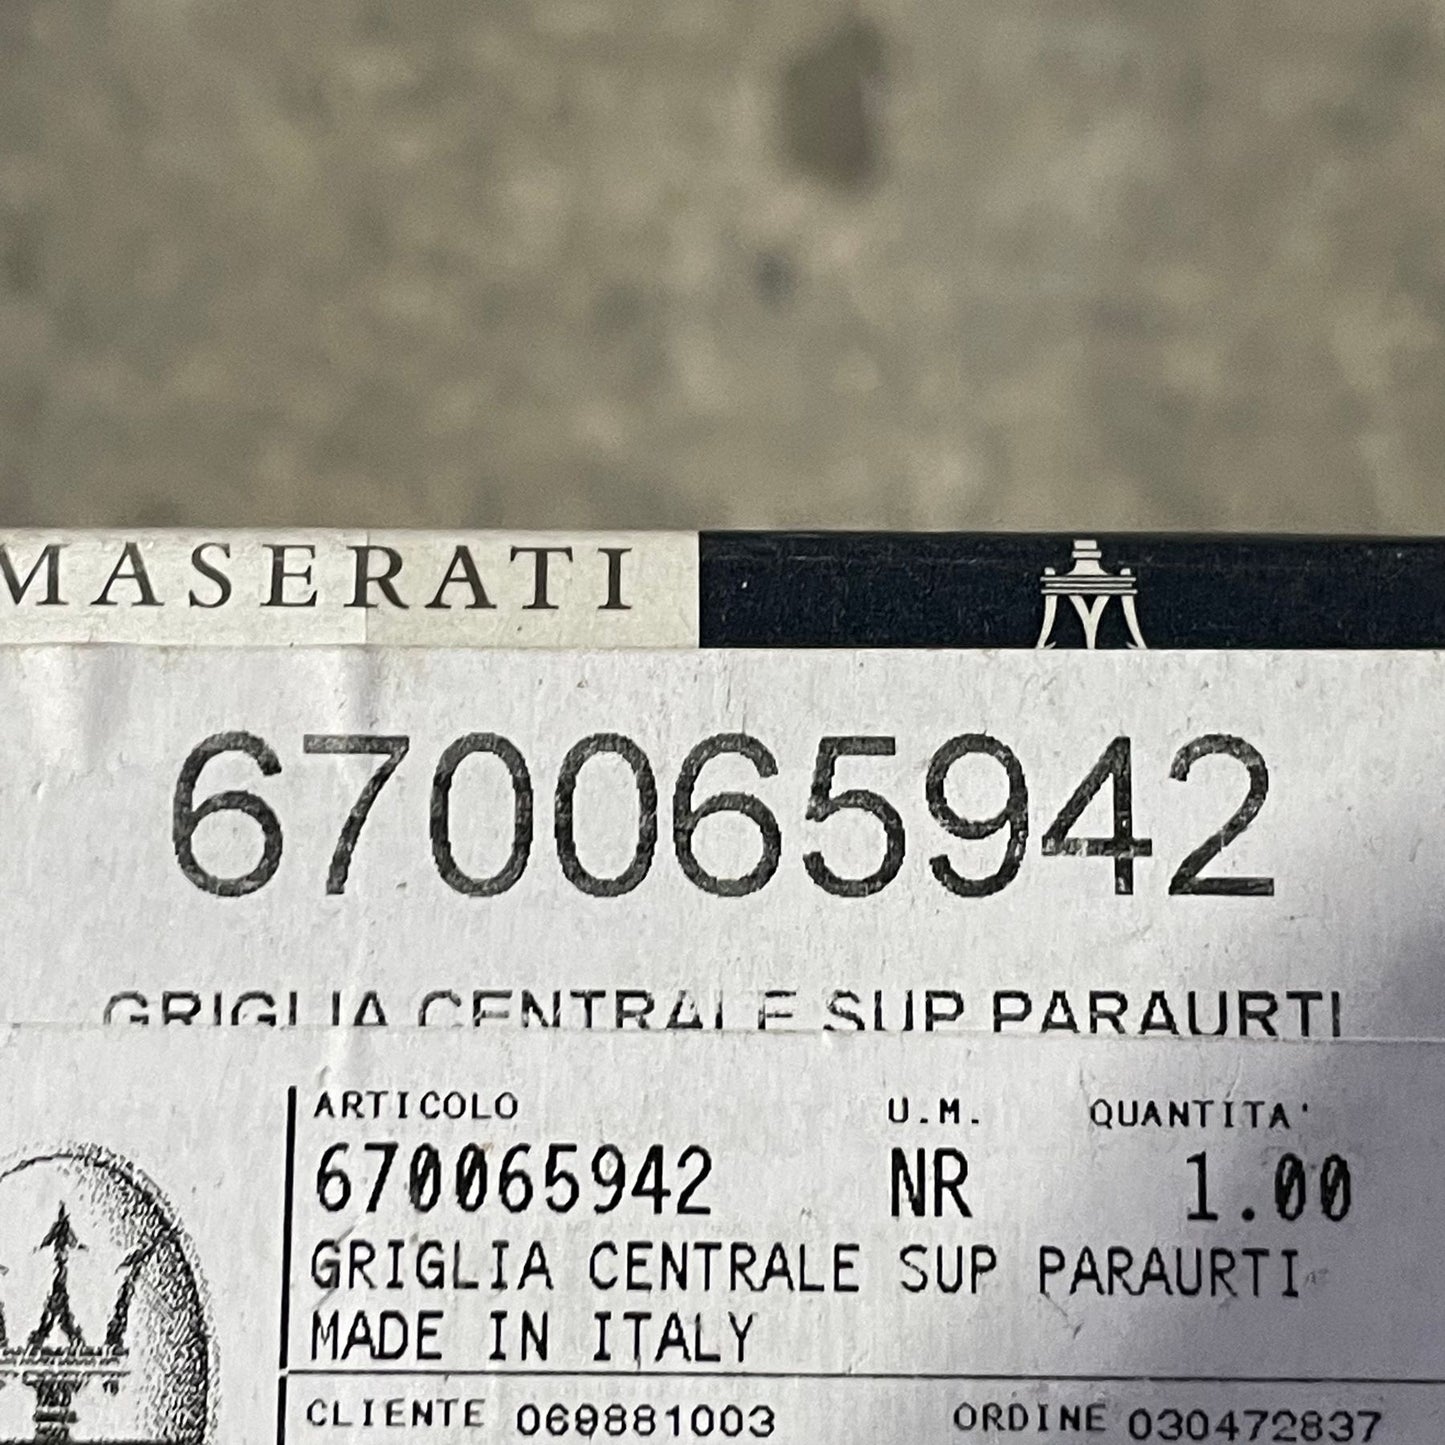 MASERATI
670065942
GRIGLIA CENTRALE SUP PARAURTI
ARTICOLO U.M. QUANTITA'
670065942 NR 1.00
GRIGLIA CENTRALE SUP PARAURTI
MADE IN ITALY
CLIENTE 069881003 ORDINE 030472837